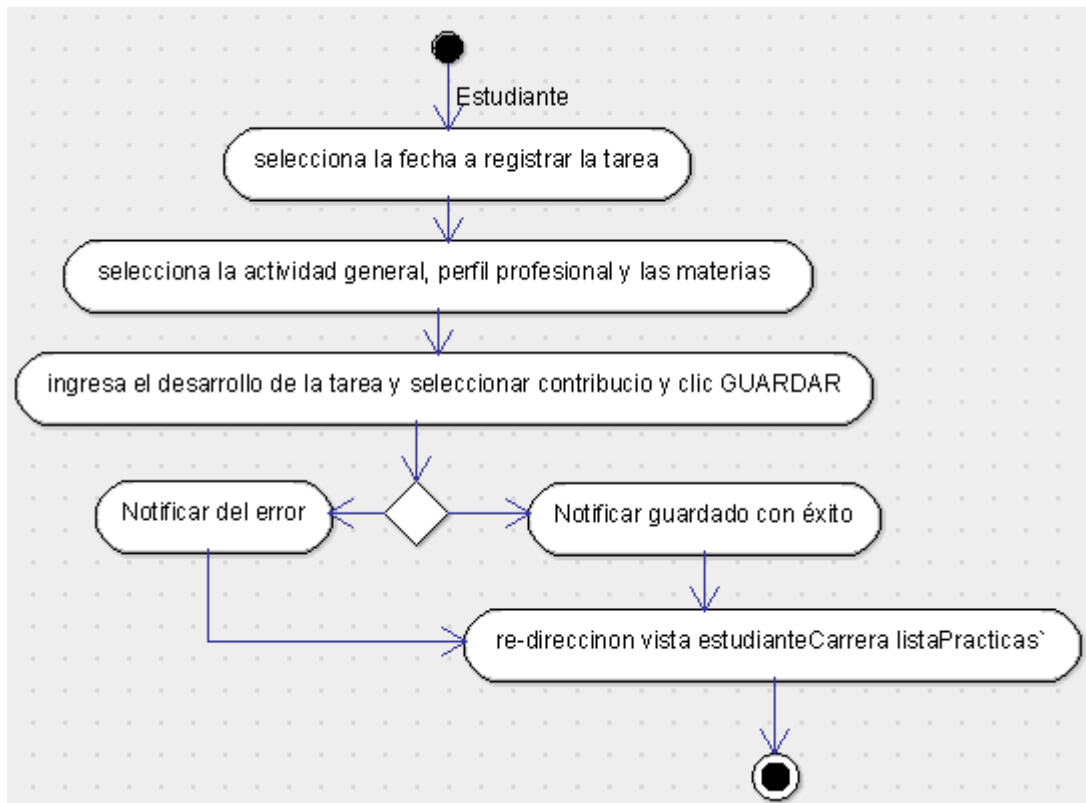 Estudiante
selecciona la fecha a registrar la tarea
selecciona la actividad general, perfil profesional y las materias
ingresa el desarrollo de la tarea y seleccionar contribucio y clic GUARDAR
Notificar del error
Notificar guardado con éxito
re-direccinon vista estudianteCarrera listaPracticas`